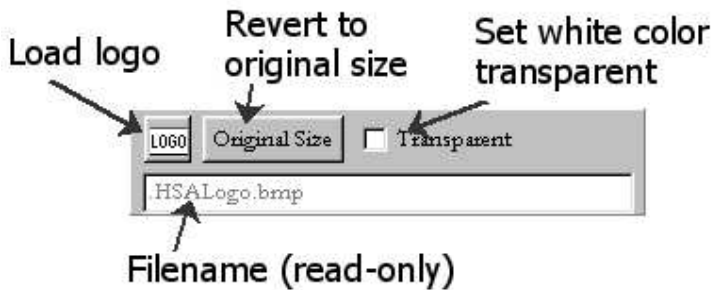 Load logo
Revert to
original size
Set white color
transparent
LOGO
Original Size
Transparent
.HSALogo.bmp
Filename (read-only)